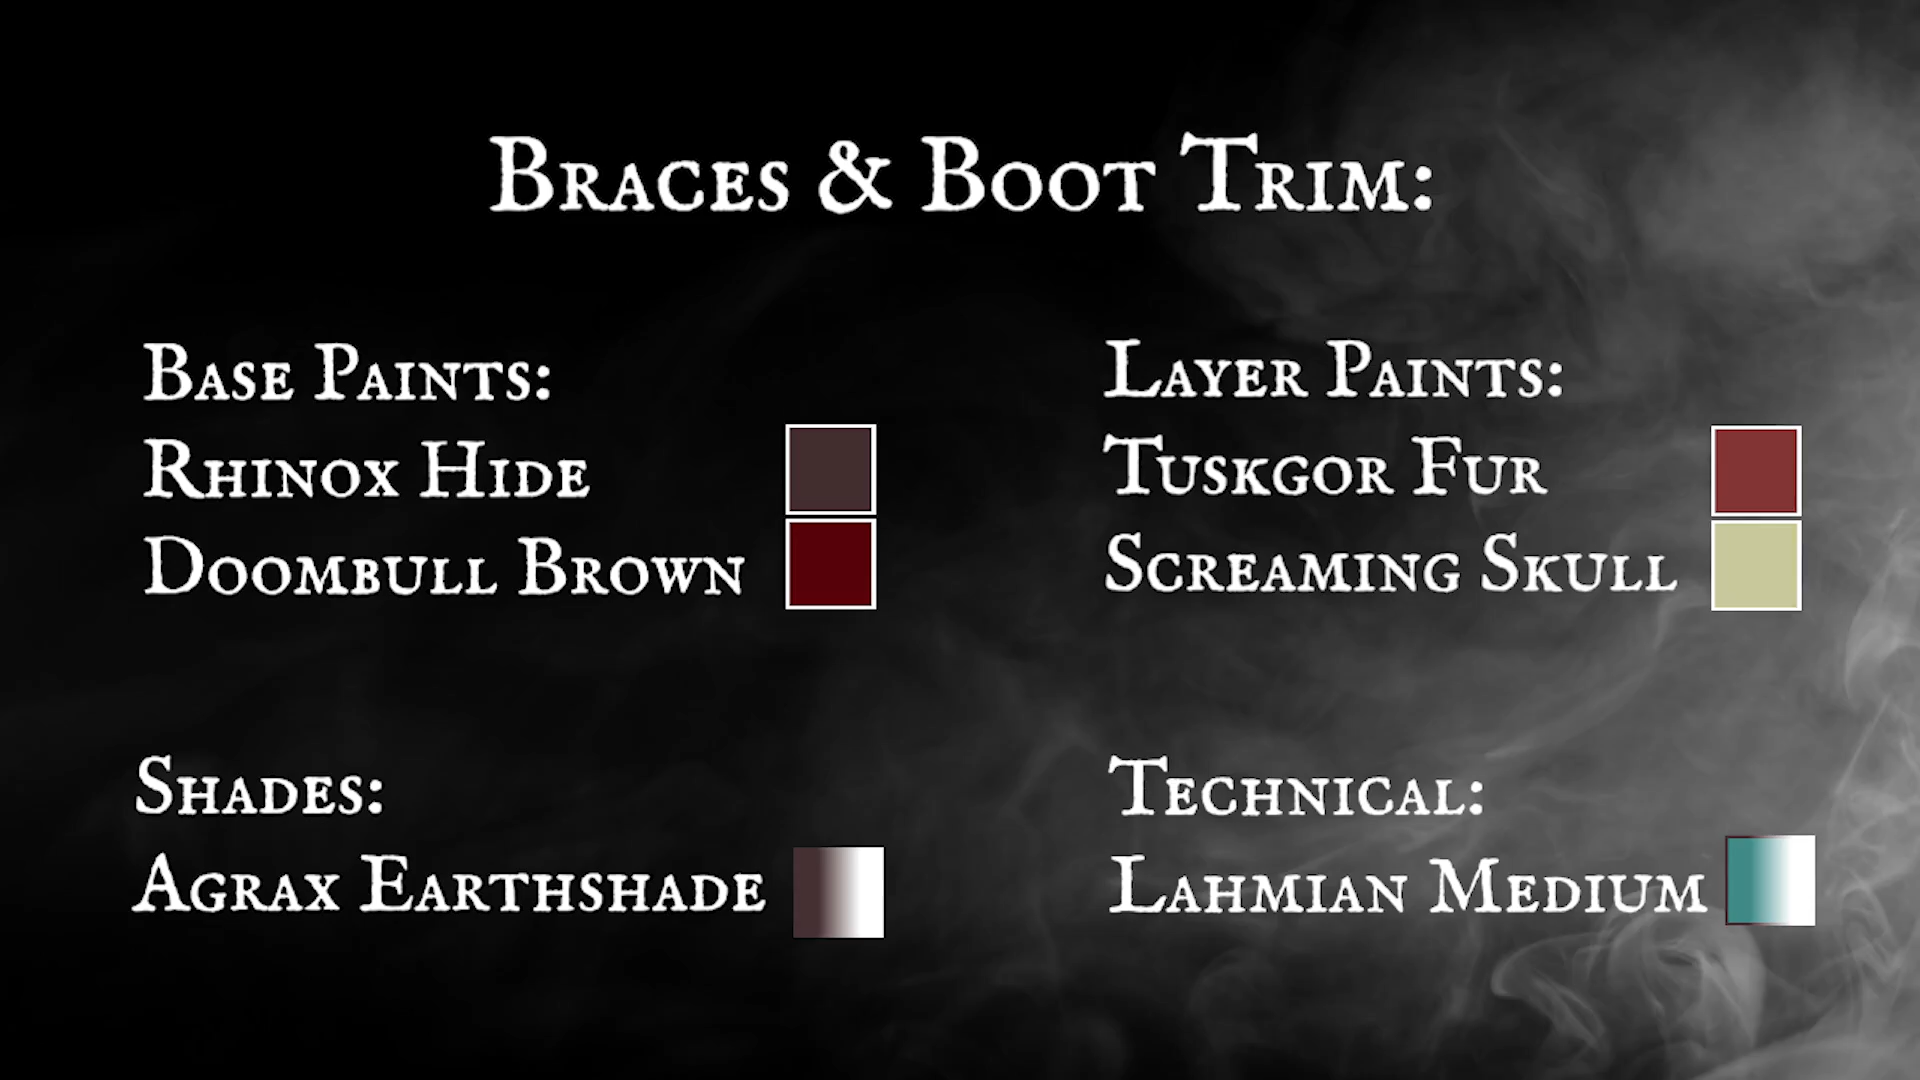 Braces & Boot Trim:
Base Paints:
Rhinox Hide
Doombull Brown
Layer Paints:
Tuskgor Fur
Screaming Skull
Shades:
Agrax Earthshade
Technical:
Lahmian Medium